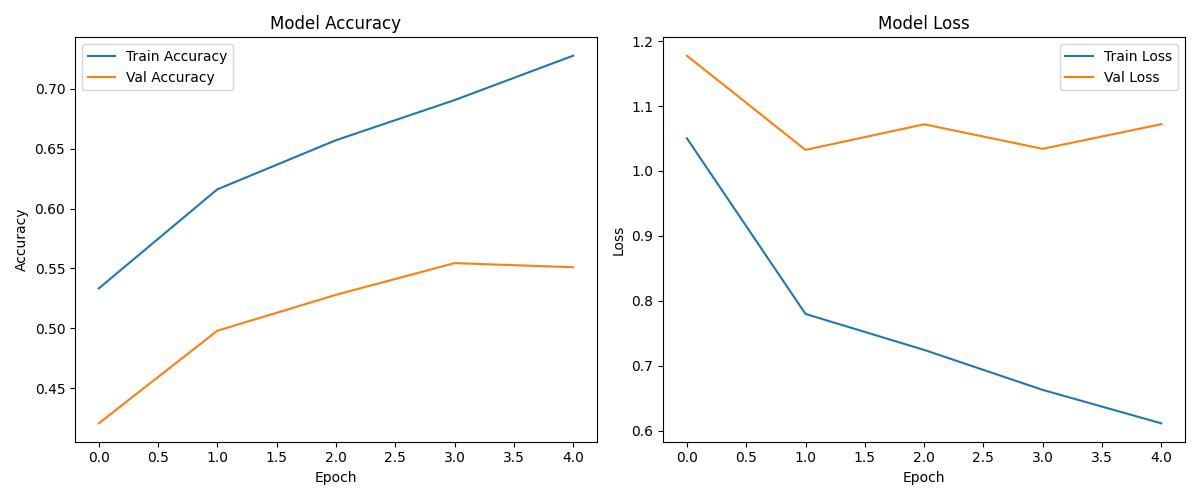 Model Accuracy
Train Accuracy
Val Accuracy
Accuracy
0.70
0.65
0.60
0.55
0.50
0.45
0.0 0.5 1.0 1.5 2.0 2.5 3.0 3.5 4.0
Epoch
Model Loss
Train Loss
Val Loss
Loss
1.2
1.1
1.0
0.9
0.8
0.7
0.6
0.0 0.5 1.0 1.5 2.0 2.5 3.0 3.5 4.0
Epoch